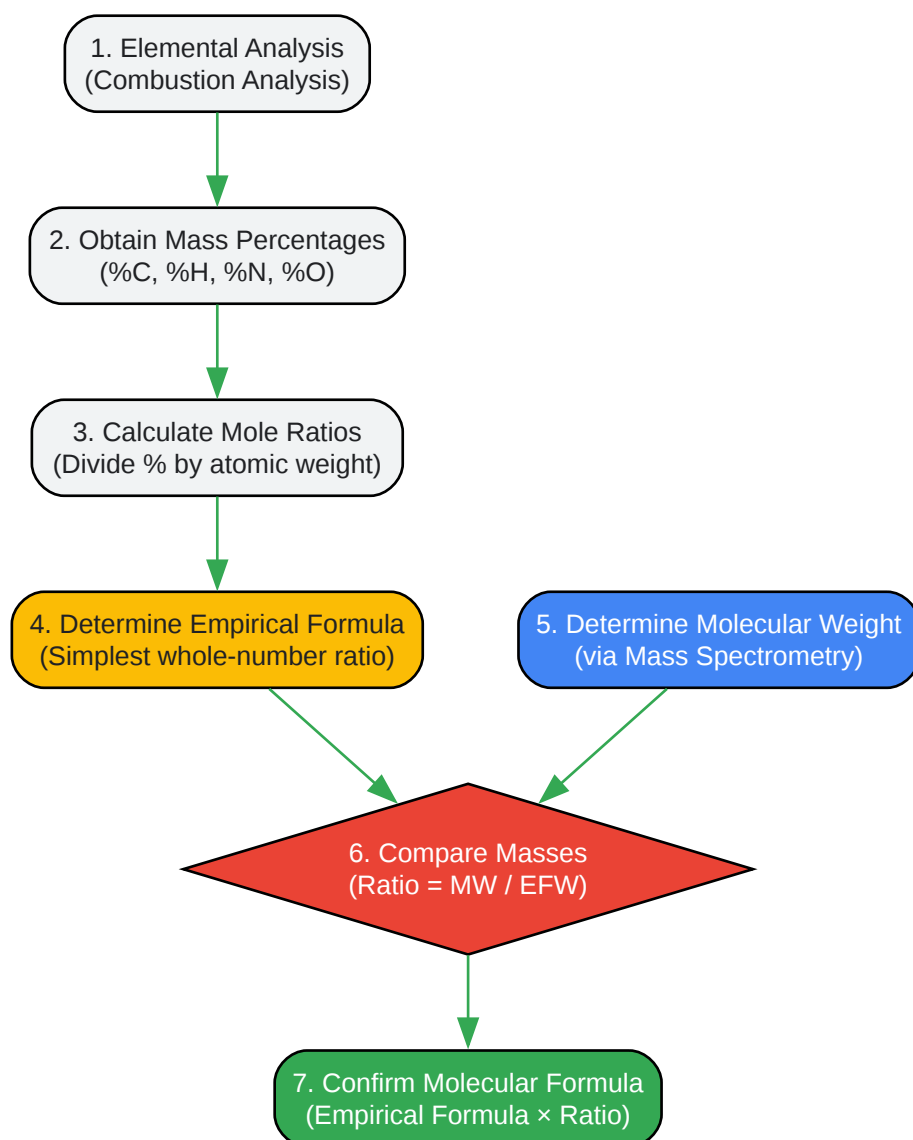 1. Elemental Analysis
(Combustion Analysis)
2. Obtain Mass Percentages
(%C, %H, %N, %O)
3. Calculate Mole Ratios
(Divide % by atomic weight)
4. Determine Empirical Formula
(Simplest whole-number ratio)
5. Determine Molecular Weight
(via Mass Spectrometry)
6. Compare Masses
(Ratio = MW / EFW)
7. Confirm Molecular Formula
(Empirical Formula × Ratio)